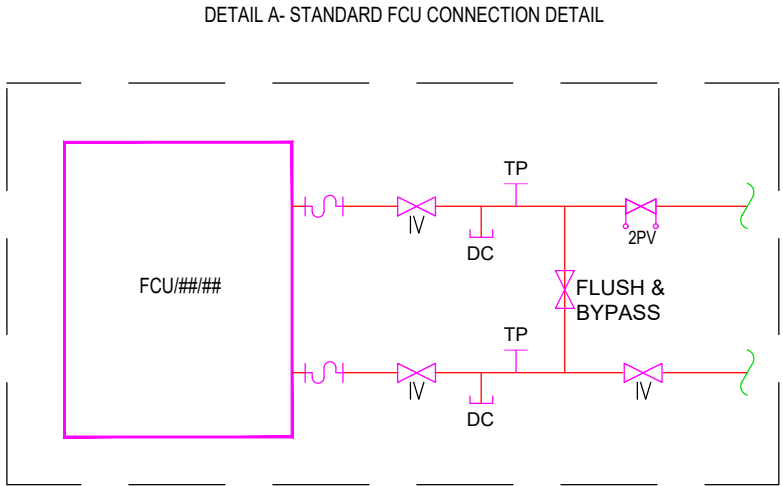 DETAIL A- STANDARD FCU CONNECTION DETAIL
TP
IV
DC
2PV
FCU/##/##
FLUSH &
BYPASS
TP
IV
DC
IV